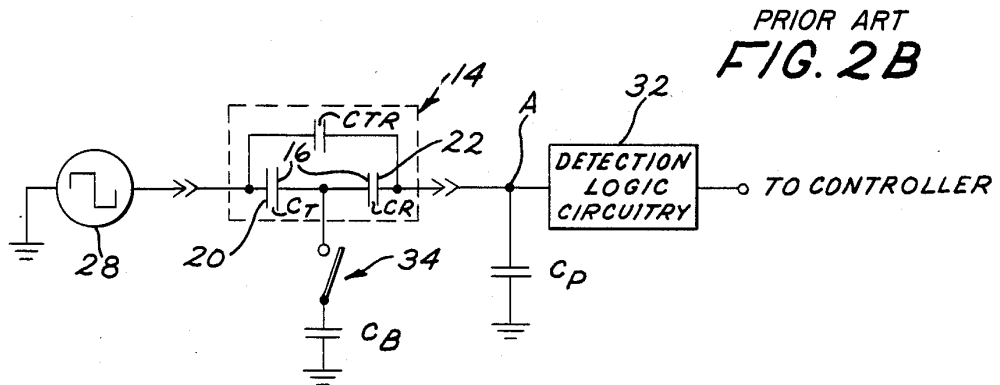 PRIOR ART
FIG. 2B
14
32
CTR
A
16
22
DETECTION
LOGIC
CIRCUITRY
TO CONTROLLER
CT
CR
28
20
34
CP
CB